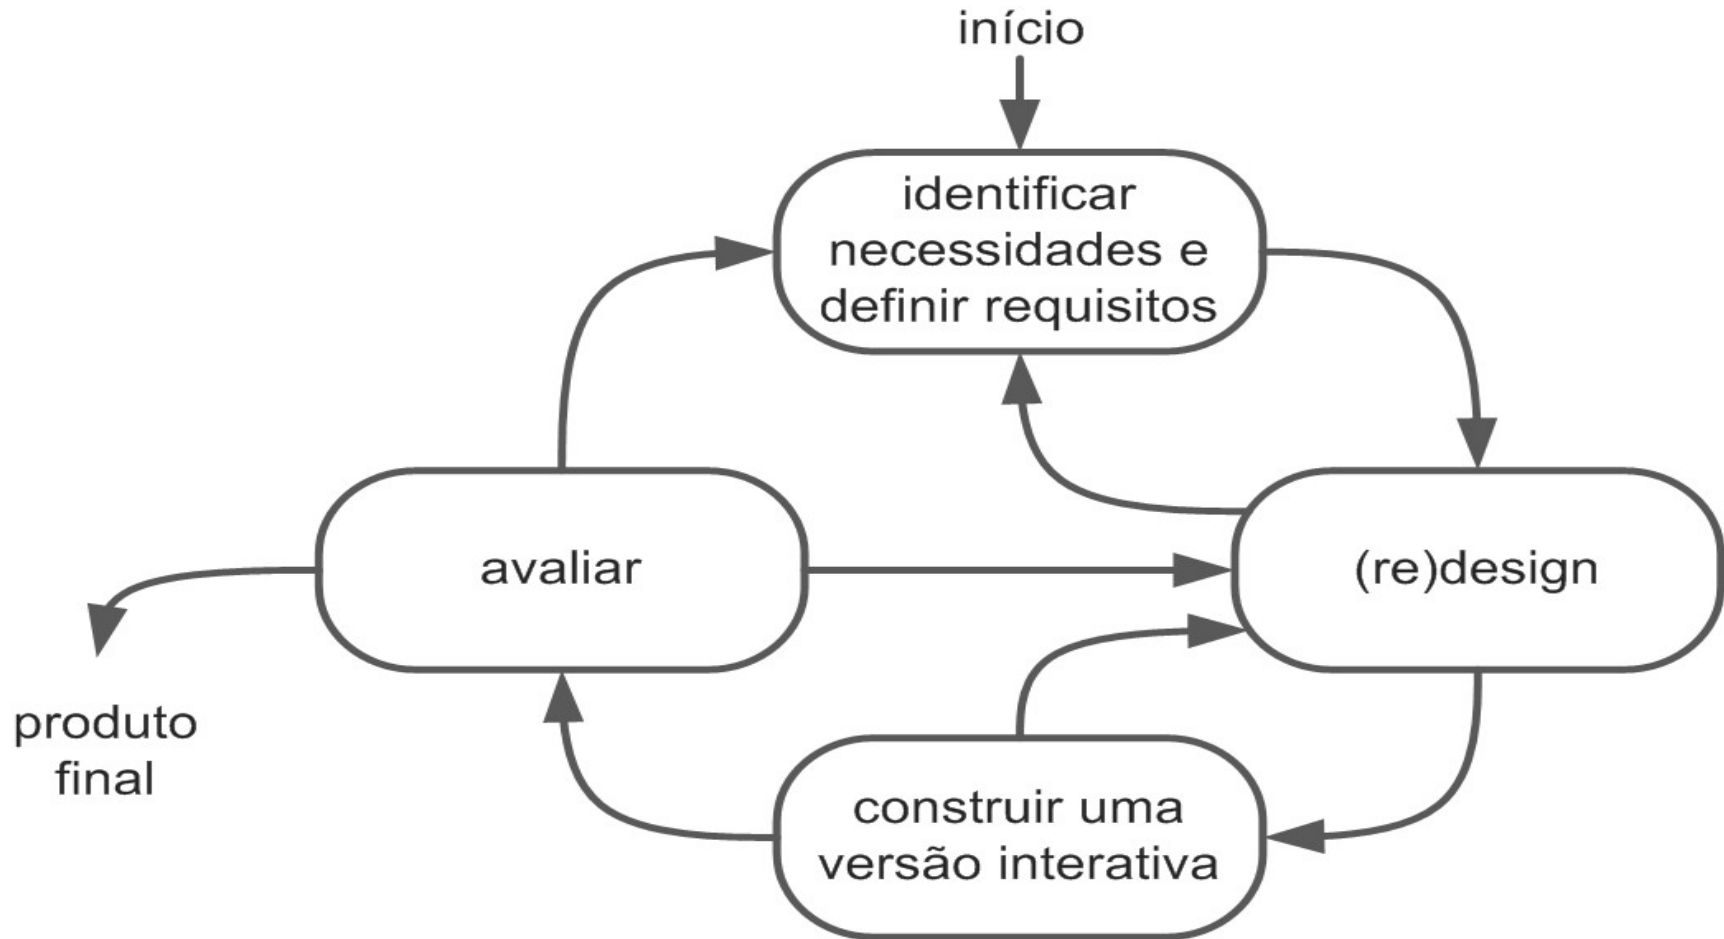 início
identificar
necessidades e
definir requisitos
avaliar
(re)design
produto
final
construir uma
versão interativa